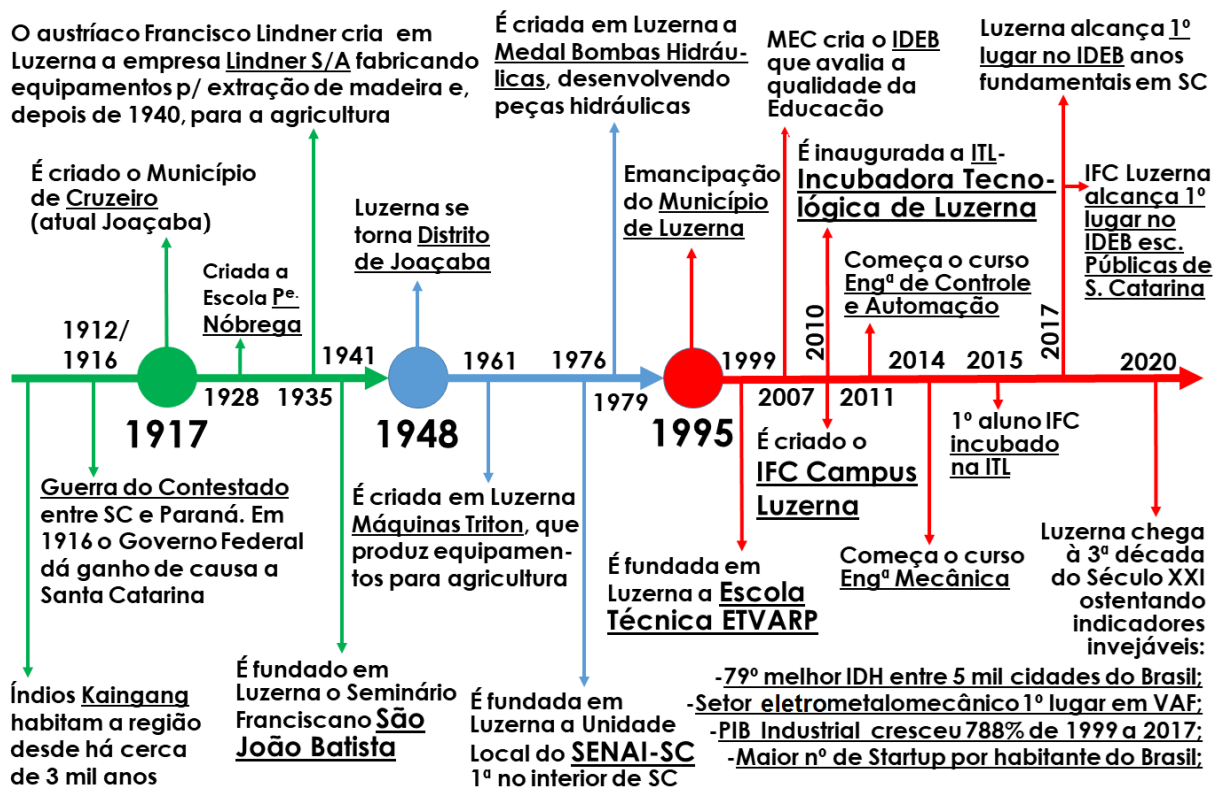 O austríaco Francisco Lindner cria em
Luzerna a empresa Lindner S/A fabricando
equipamentos p/ extração de madeira e,
depois de 1940, para a agricultura
É criada em Luzerna a
Medal Bombas Hidráu-
licas, desenvolvendo
peças hidráulicas
MEC cria o IDEB
que avalia a
qualidade da
Educacão
Luzerna alcança 1º
lugar no IDEB anos
fundamentais em SC
É criado o Município
de Cruzeiro
(atual Joaçaba)
Criada a
Escola Pe.
Nóbrega
Luzerna se
torna Distrito
de Joaçaba
Emancipação
do Município
de Luzerna
É inaugurada a ITL-
Incubadora Tecno-
lógica de Luzerna
IFC Luzerna
alcança 1º
lugar no
IDEB esc.
Públicas de
S. Catarina
Começa o curso
Engª de Controle
e Automação
1912/
1916
1917
1928
1935
1941
1948
1961
1976
1979
1995
1999
2007
2010
2011
2014
2015
2017
2020
Guerra do Contestado
entre SC e Paraná. Em
1916 o Governo Federal
dá ganho de causa a
Santa Catarina
É criada em Luzerna
Máquinas Triton, que
produz equipamen-
tos para agricultura
É criado o
IFC Campus
Luzerna
1º aluno IFC
incubado
na ITL
É fundada em
Luzerna a Escola
Técnica ETVARP
Começa o curso
Engª Mecânica
Índios Kaingang
habitam a região
desde há cerca
de 3 mil anos
É fundado em
Luzerna o Seminário
Franciscano São
João Batista
É fundada em
Luzerna a Unidade
Local do SENAI-SC
1ª no interior de SC
Luzerna chega
à 3ª década
do Século XXI
ostentando
indicadores
invejáveis:
-79º melhor IDH entre 5 mil cidades do Brasil;
-Setor eletrometalomecânico 1º lugar em VAF;
-PIB Industrial cresceu 788% de 1999 a 2017;
-Maior nº de Startup por habitante do Brasil;